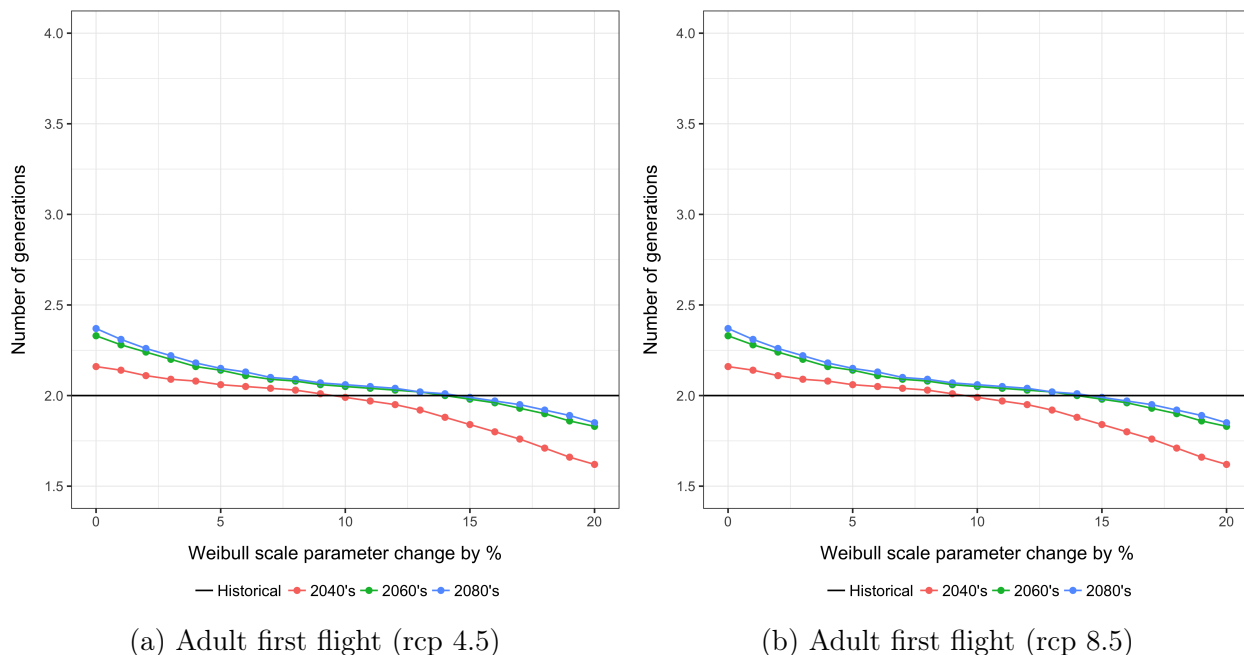 4.0
3.5
3.0
2.5
2.0
1.5
Number of generations
0 5 10 15 20
Weibull scale parameter change by %
Historical 2040's 2060's 2080's
(a) Adult first flight (rcp 4.5)
4.0
3.5
3.0
2.5
2.0
1.5
Number of generations
0 5 10 15 20
Weibull scale parameter change by %
Historical 2040's 2060's 2080's
(b) Adult first flight (rcp 8.5)